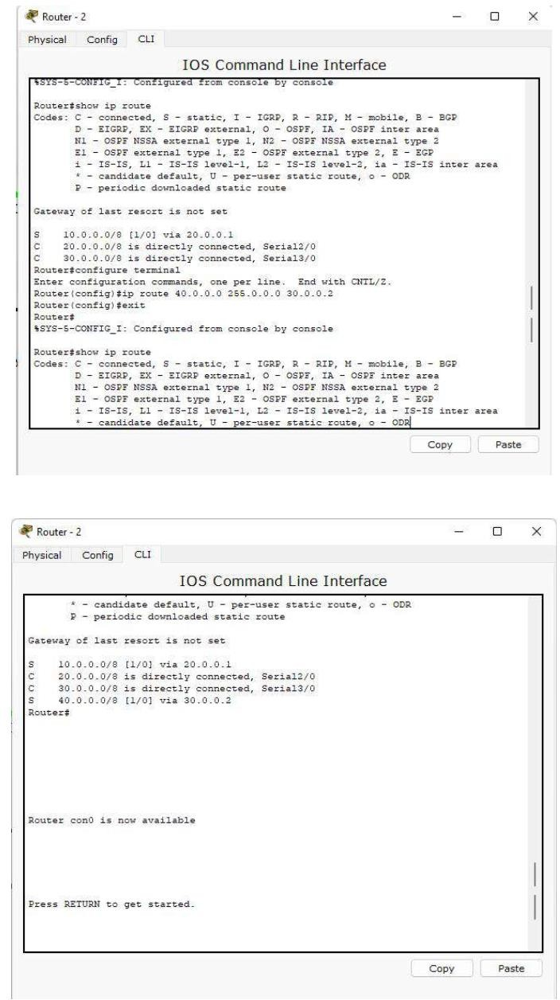 Router - 2
Physical Config CLI
IOS Command Line Interface
%SYS-5-CONFIG_I: Configured from console by console
Router#show ip route
Codes: C - connected, S - static, I - IGRP, R - RIP, M - mobile, B - BGP
D - EIGRP, EX - EIGRP external, O - OSPF, IA - OSPF inter area
N1 - OSPF NSSA external type 1, N2 - OSPF NSSA external type 2
E1 - OSPF external type 1, E2 - OSPF external type 2, E - EGP
i - IS-IS, L1 - IS-IS level-1, L2 - IS-IS level-2, ia - IS-IS inter area
* - candidate default, U - per-user static route, o - ODR
P - periodic downloaded static route
Gateway of last resort is not set
S 10.0.0.0/8 [1/0] via 20.0.0.1
C 20.0.0.0/8 is directly connected, Serial2/0
C 30.0.0.0/8 is directly connected, Serial3/0
Router#configure terminal
Enter configuration commands, one per line. End with CNTL/Z.
Router(config)#ip route 40.0.0.0 255.0.0.0 30.0.0.2
Router(config)#exit
Router#
%SYS-5-CONFIG_I: Configured from console by console
Router#show ip route
Codes: C - connected, S - static, I - IGRP, R - RIP, M - mobile, B - BGP
D - EIGRP, EX - EIGRP external, O - OSPF, IA - OSPF inter area
N1 - OSPF NSSA external type 1, N2 - OSPF NSSA external type 2
E1 - OSPF external type 1, E2 - OSPF external type 2, E - EGP
i - IS-IS, L1 - IS-IS level-1, L2 - IS-IS level-2, ia - IS-IS inter area
* - candidate default, U - per-user static route, o - ODR
Copy Paste
Router - 2
Physical Config CLI
IOS Command Line Interface
* - candidate default, U - per-user static route, o - ODR
P - periodic downloaded static route
Gateway of last resort is not set
S 10.0.0.0/8 [1/0] via 20.0.0.1
C 20.0.0.0/8 is directly connected, Serial2/0
C 30.0.0.0/8 is directly connected, Serial3/0
S 40.0.0.0/8 [1/0] via 30.0.0.2
Router#
Router con0 is now available
Press RETURN to get started.
Copy Paste